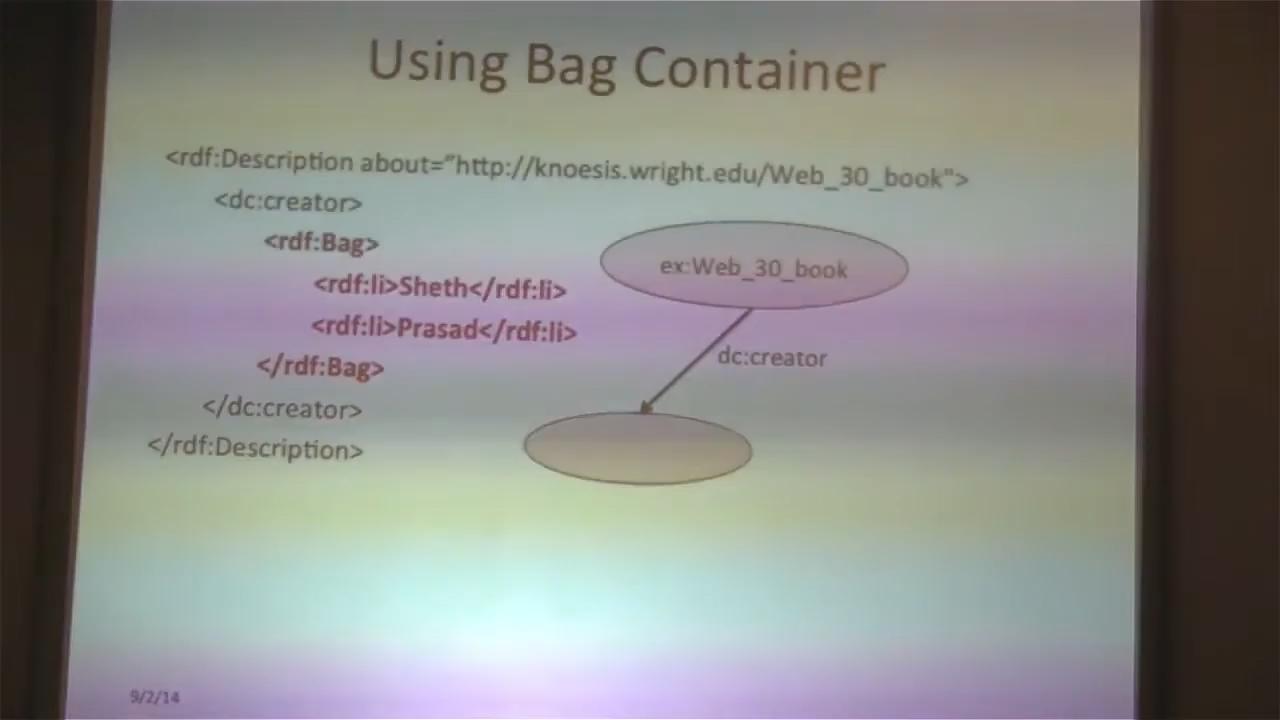 Using Bag Container
<rdf:Description about="http://knoesis.wright.edu/Web_30_book">
<dc:creator>
<rdf:Bag>
<rdf:li>Sheth</rdf:li>
<rdf:li>Prasad</rdf:li>
</rdf:Bag>
</dc:creator>
</rdf:Description>
ex:Web_30_book
dc:creator
9/2/14